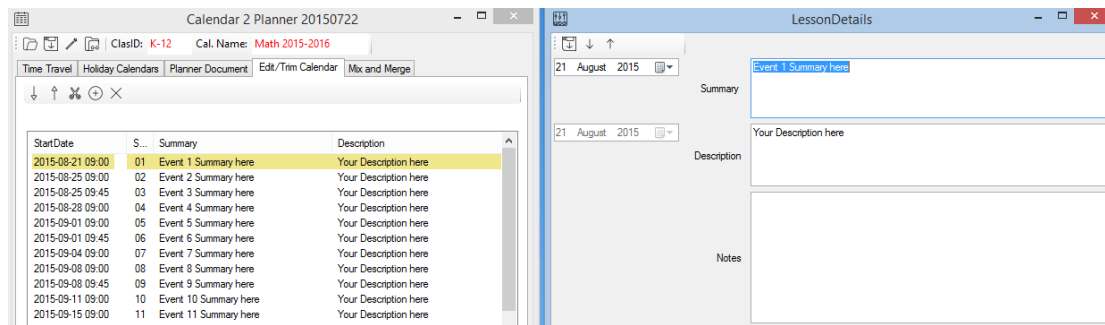 Calendar 2 Planner 20150722
ClasID: K-12 Cal. Name: Math 2015-2016
Time Travel Holiday Calendars Planner Document Edit/Trim Calendar Mix and Merge
StartDate S... Summary Description
2015-08-21 09:00 01 Event 1 Summary here Your Description here
2015-08-25 09:00 02 Event 2 Summary here Your Description here
2015-08-25 09:45 03 Event 3 Summary here Your Description here
2015-08-28 09:00 04 Event 4 Summary here Your Description here
2015-09-01 09:00 05 Event 5 Summary here Your Description here
2015-09-01 09:45 06 Event 6 Summary here Your Description here
2015-09-04 09:00 07 Event 7 Summary here Your Description here
2015-09-08 09:00 08 Event 8 Summary here Your Description here
2015-09-08 09:45 09 Event 9 Summary here Your Description here
2015-09-11 09:00 10 Event 10 Summary here Your Description here
2015-09-15 09:00 11 Event 11 Summary here Your Description here
LessonDetails
21 August 2015 Event 1 Summary here
Summary
21 August 2015 Your Description here
Description
Notes